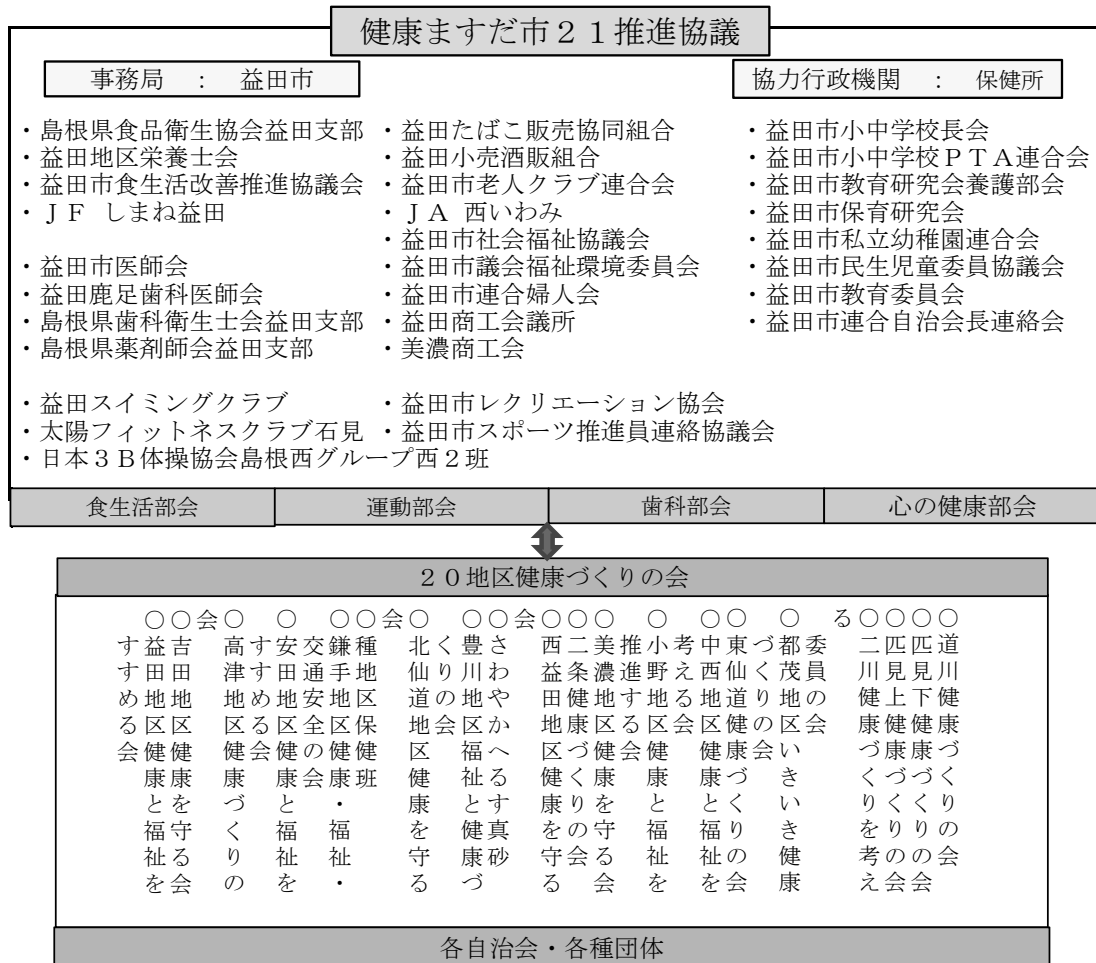 健康ますだ市２１推進協議
事務局　：　益田市
協力行政機関　：　保健所
・島根県食品衛生協会益田支部
・益田地区栄養士会
・益田市食生活改善推進協議会
・ＪＦ しまね益田
・益田市医師会
・益田鹿足歯科医師会
・島根県歯科衛生士会益田支部
・島根県薬剤師会益田支部
・益田スイミングクラブ
・太陽フィットネスクラブ石見
・日本３Ｂ体操協会島根西グループ西２班
・益田たばこ販売協同組合
・益田小売酒販組合
・益田市老人クラブ連合会
・ＪＡ 西いわみ
・益田市社会福祉協議会
・益田市議会福祉環境委員会
・益田市連合婦人会
・益田商工会議所
・美濃商工会
・益田市レクリエーション協会
・益田市スポーツ推進員連絡協議会
・益田市小中学校長会
・益田市小中学校ＰＴＡ連合会
・益田市教育研究会養護部会
・益田市保育研究会
・益田市私立幼稚園連合会
・益田市民生児童委員協議会
・益田市教育委員会
・益田市連合自治会長連絡会
食生活部会
運動部会
歯科部会
心の健康部会
２０地区健康づくりの会
○道川健康づくりの会
○匹見下健康づくりの会
○匹見上健康づくりの会
○二川健康づくりを考え
る
委員の会
○都茂地区いきいき健康
づくりの会
○東仙道健康づくりの会
○中西地区健康と福祉を
考える会
○小野地区健康と福祉を
推進する会
○美濃地区健康を守る会
○二条健康づくりの会
○西益田地区健康を守る
会
○さわやかへるす真砂
○豊川地区福祉と健康づ
くりの会
○北仙道地区健康を守る
会
○種地区保健班
○鎌手地区健康・福祉・
交通安全の会
○安田地区健康と福祉を
すすめる会
○高津地区健康づくりの
会
○吉田地区健康を守る会
○益田地区健康と福祉を
すすめる会
各自治会・各種団体